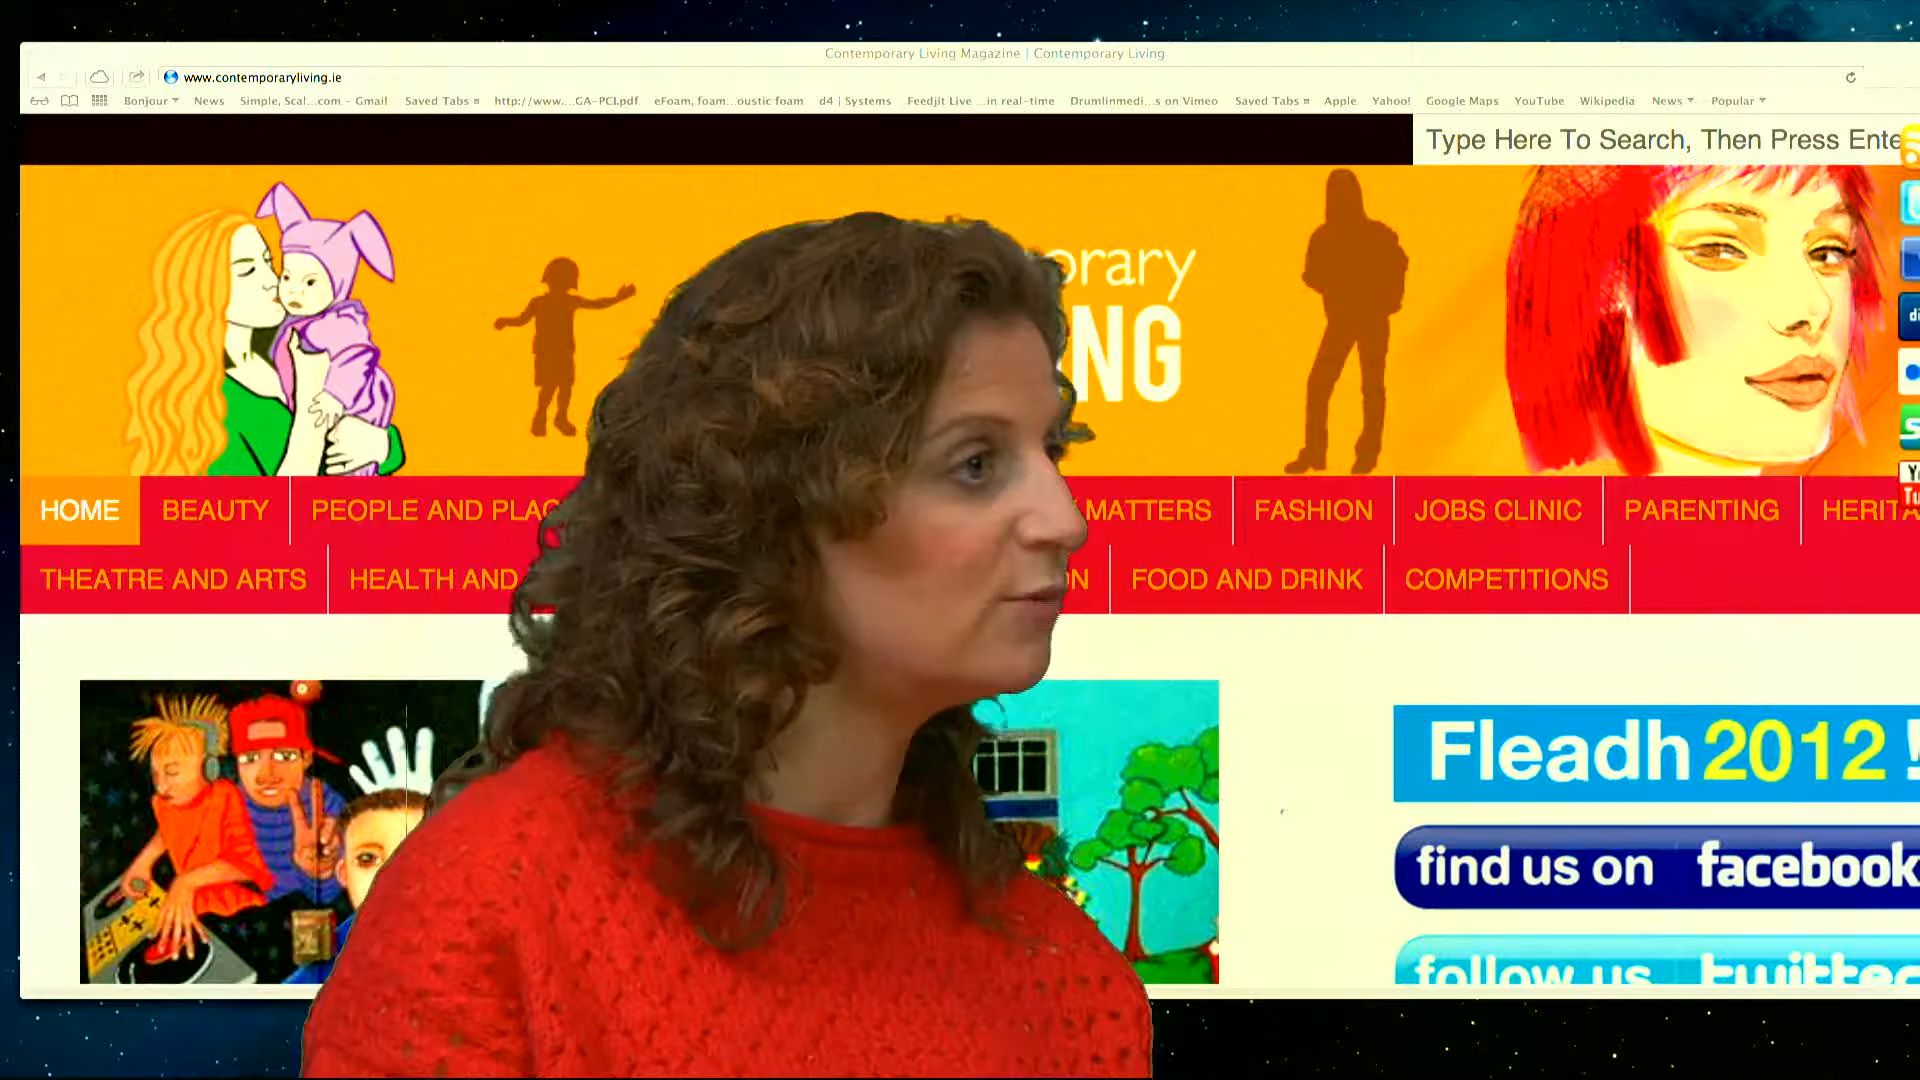 Contemporary Living Magazine | Contemporary Living
www.contemporaryliving.ie
Bonjour News Simple, Scal...com - Gmail Saved Tabs http://www....GA-PCI.pdf eFoam, foam...oustic foam d4 | Systems Feedjit Live ...in real-time Drumlinmedi...s on Vimeo Saved Tabs Apple Yahoo! Google Maps YouTube Wikipedia News Popular
Type Here To Search, Then Press Ente
orary
NG
HOME BEAUTY PEOPLE AND PLAC MATTERS FASHION JOBS CLINIC PARENTING HERITA
THEATRE AND ARTS HEALTH AND ON FOOD AND DRINK COMPETITIONS
Fleadh 2012 !
find us on facebook
follow us twitter